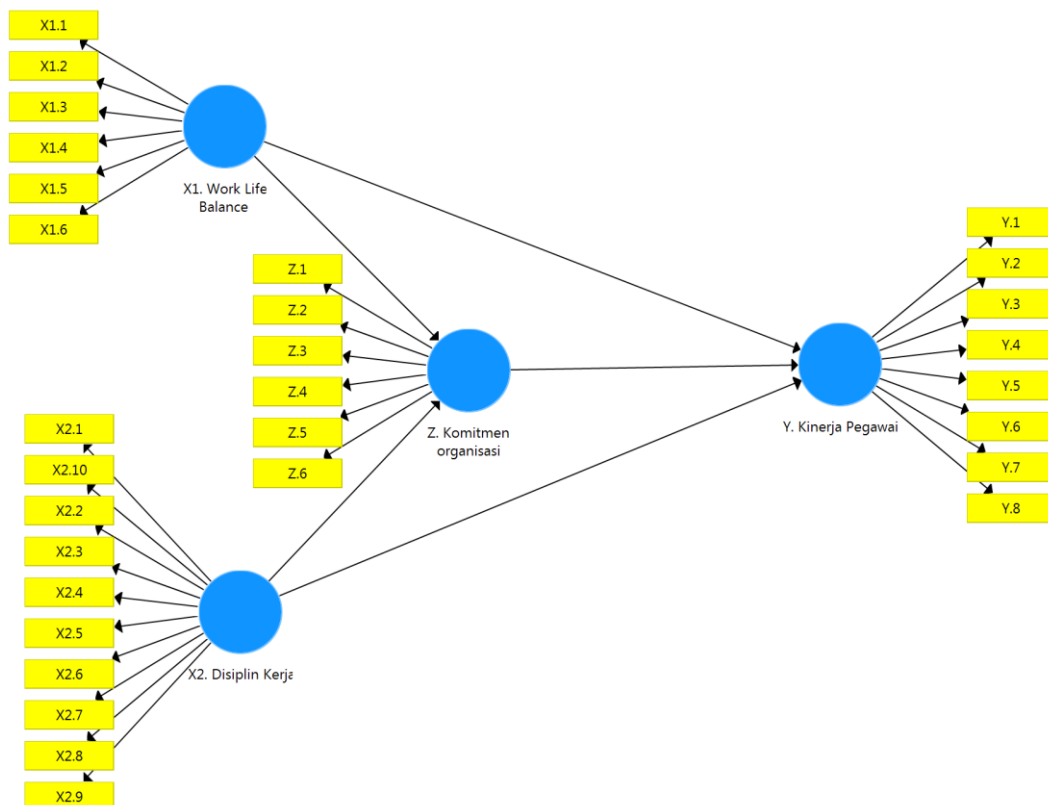 X1.1
X1.2
X1.3
X1.4
X1.5
X1.6
X1. Work Life
Balance
Z.1
Z.2
Z.3
Z.4
Z.5
Z.6
Z. Komitmen
organisasi
Y.1
Y.2
Y.3
Y.4
Y.5
Y.6
Y.7
Y.8
Y. Kinerja Pegawai
X2.1
X2.10
X2.2
X2.3
X2.4
X2.5
X2.6
X2.7
X2.8
X2.9
X2. Disiplin Kerja